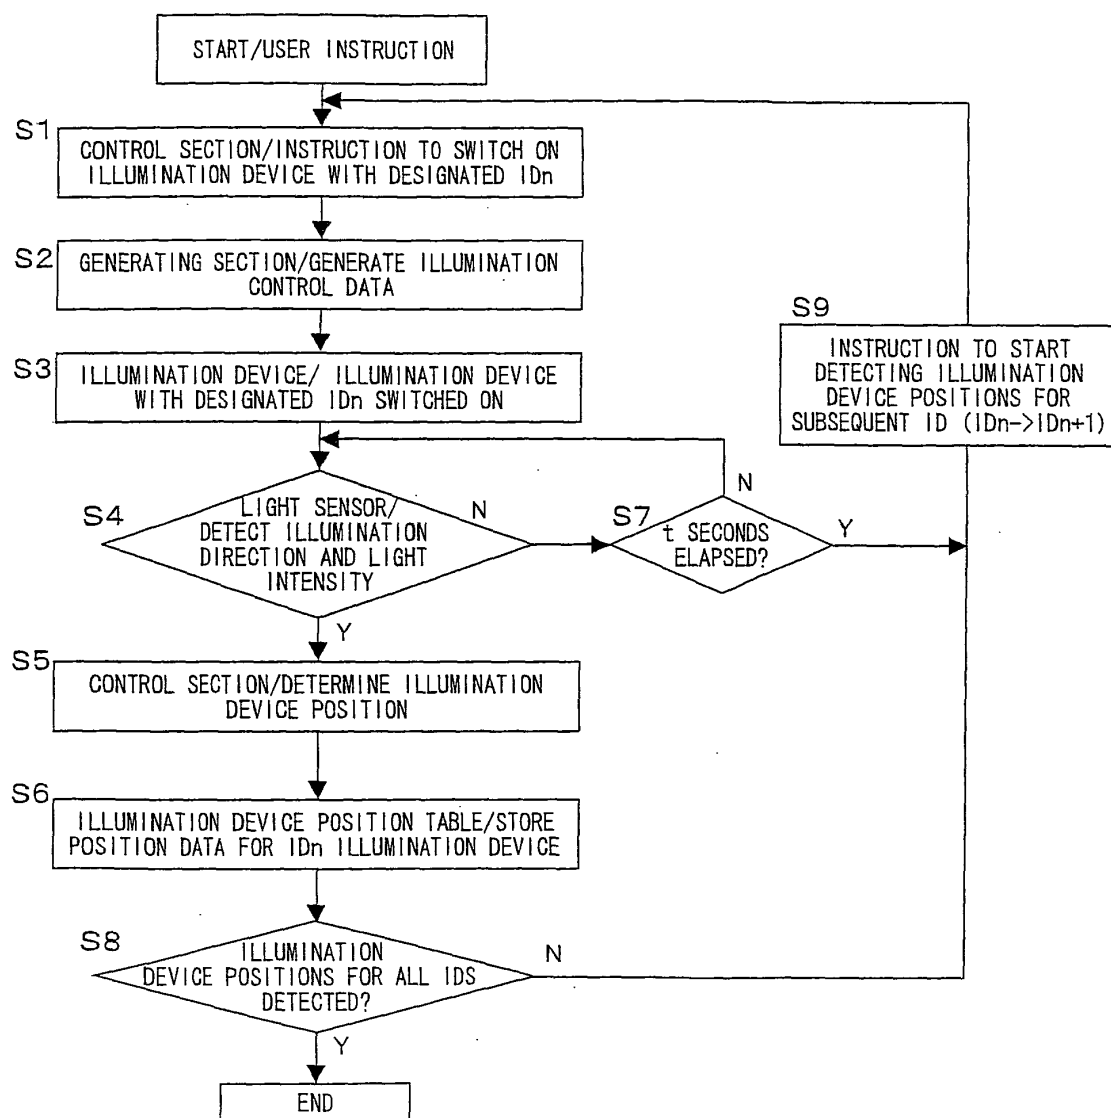 START/USER INSTRUCTION
S1
CONTROL SECTION/INSTRUCTION TO SWITCH ON
ILLUMINATION DEVICE WITH DESIGNATED IDn
S2
GENERATING SECTION/GENERATE ILLUMINATION
CONTROL DATA
S9
INSTRUCTION TO START
DETECTING ILLUMINATION
DEVICE POSITIONS FOR
SUBSEQUENT ID (IDn->IDn+1)
S3
ILLUMINATION DEVICE/ ILLUMINATION DEVICE
WITH DESIGNATED IDn SWITCHED ON
S4
LIGHT SENSOR/
DETECT ILLUMINATION
DIRECTION AND LIGHT
INTENSITY
N
Y
S7
t SECONDS
ELAPSED?
N
Y
S5
CONTROL SECTION/DETERMINE ILLUMINATION
DEVICE POSITION
S6
ILLUMINATION DEVICE POSITION TABLE/STORE
POSITION DATA FOR IDn ILLUMINATION DEVICE
S8
ILLUMINATION
DEVICE POSITIONS FOR ALL IDS
DETECTED?
N
Y
END